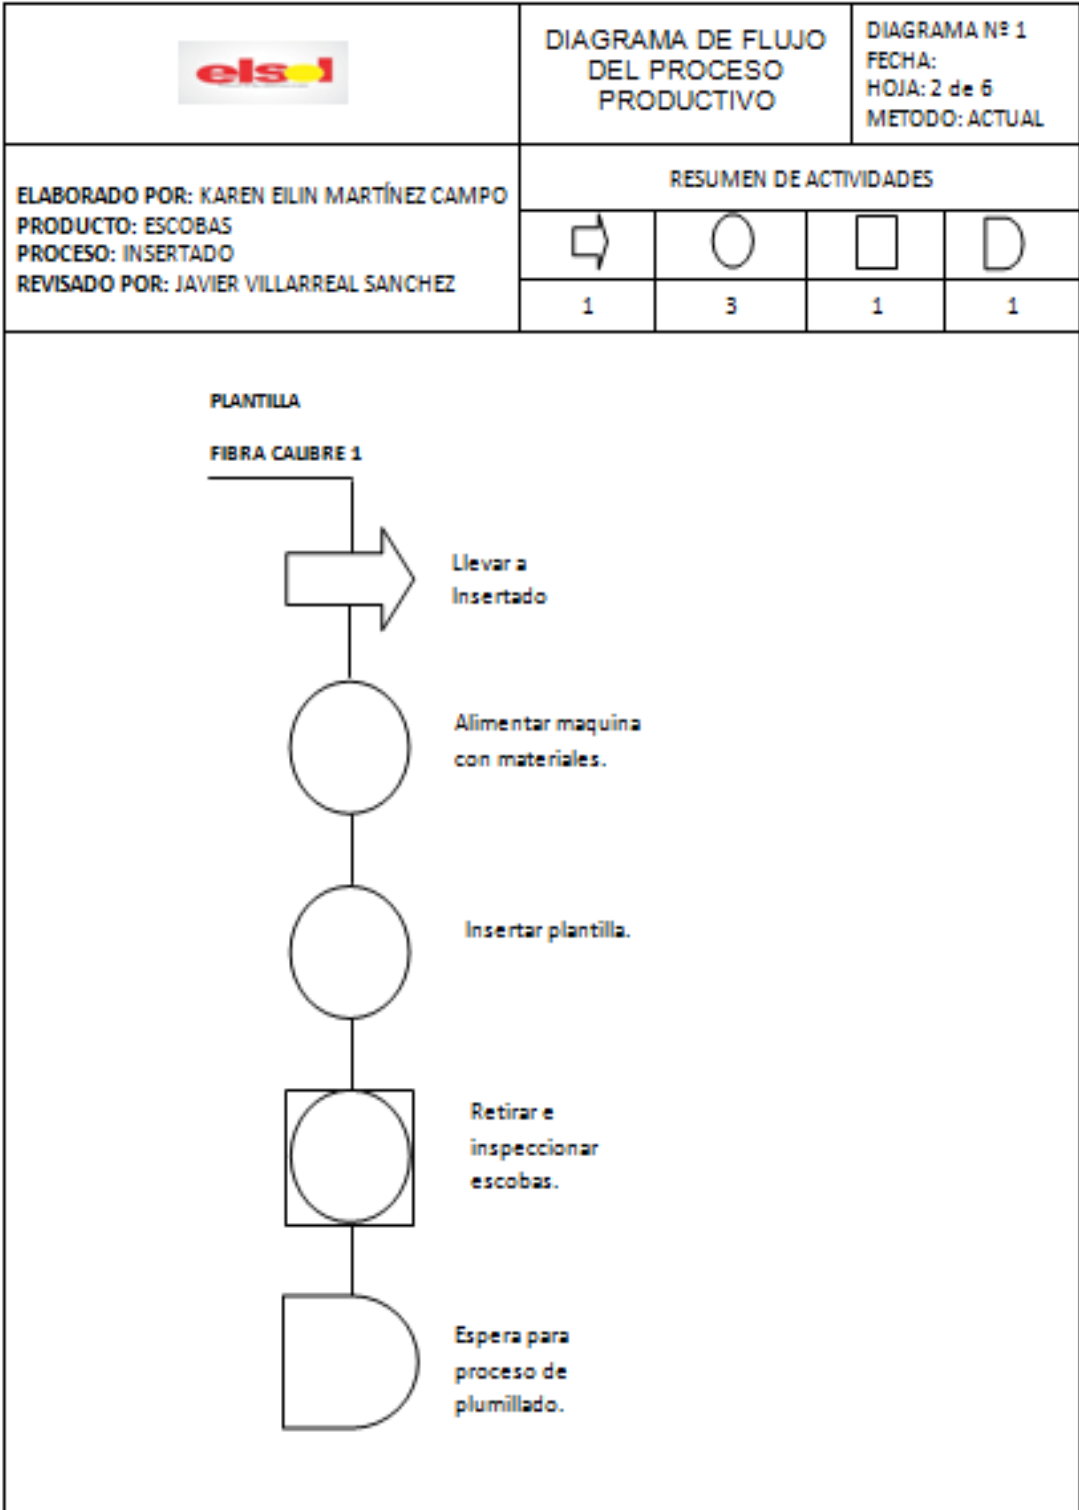 elsol
DIAGRAMA DE FLUJO
DEL PROCESO
PRODUCTIVO
DIAGRAMA Nº 1
FECHA:
HOJA: 2 de 6
METODO: ACTUAL
ELABORADO POR: KAREN EILIN MARTÍNEZ CAMPO
PRODUCTO: ESCOBAS
PROCESO: INSERTADO
REVISADO POR: JAVIER VILLARREAL SANCHEZ
RESUMEN DE ACTIVIDADES
1 3 1 1
PLANTILLA
FIBRA CALIBRE 1
Llevar a
Insertado
Alimentar maquina
con materiales.
Insertar plantilla.
Retirar e
inspeccionar
escobas.
Espera para
proceso de
plumillado.